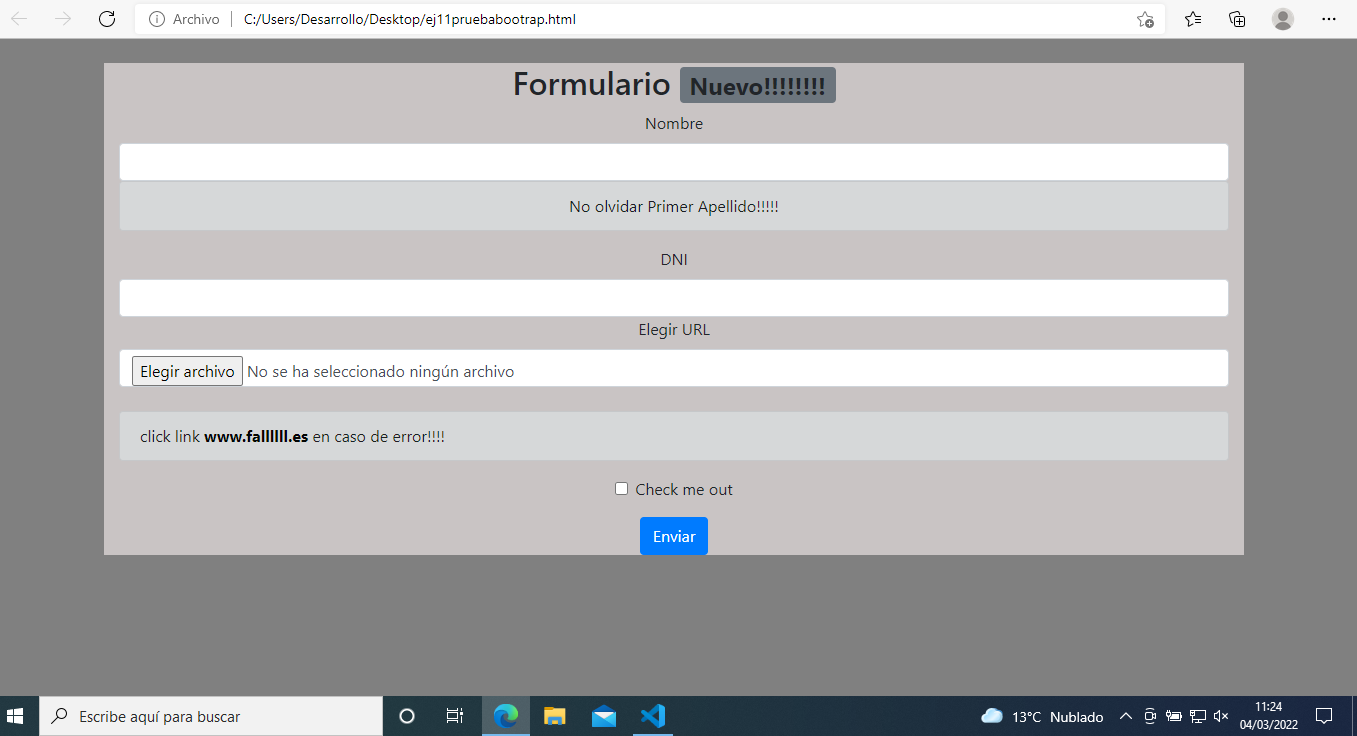 Archivo C:/Users/Desarrollo/Desktop/ej11pruebabootrap.html
Formulario Nuevo!!!!!!!!
Nombre
No olvidar Primer Apellido!!!!!
DNI
Elegir URL
Elegir archivo No se ha seleccionado ningún archivo
click link www.fallllll.es en caso de error!!!!
Check me out
Enviar
Escribe aquí para buscar
13°C Nublado
11:24
04/03/2022